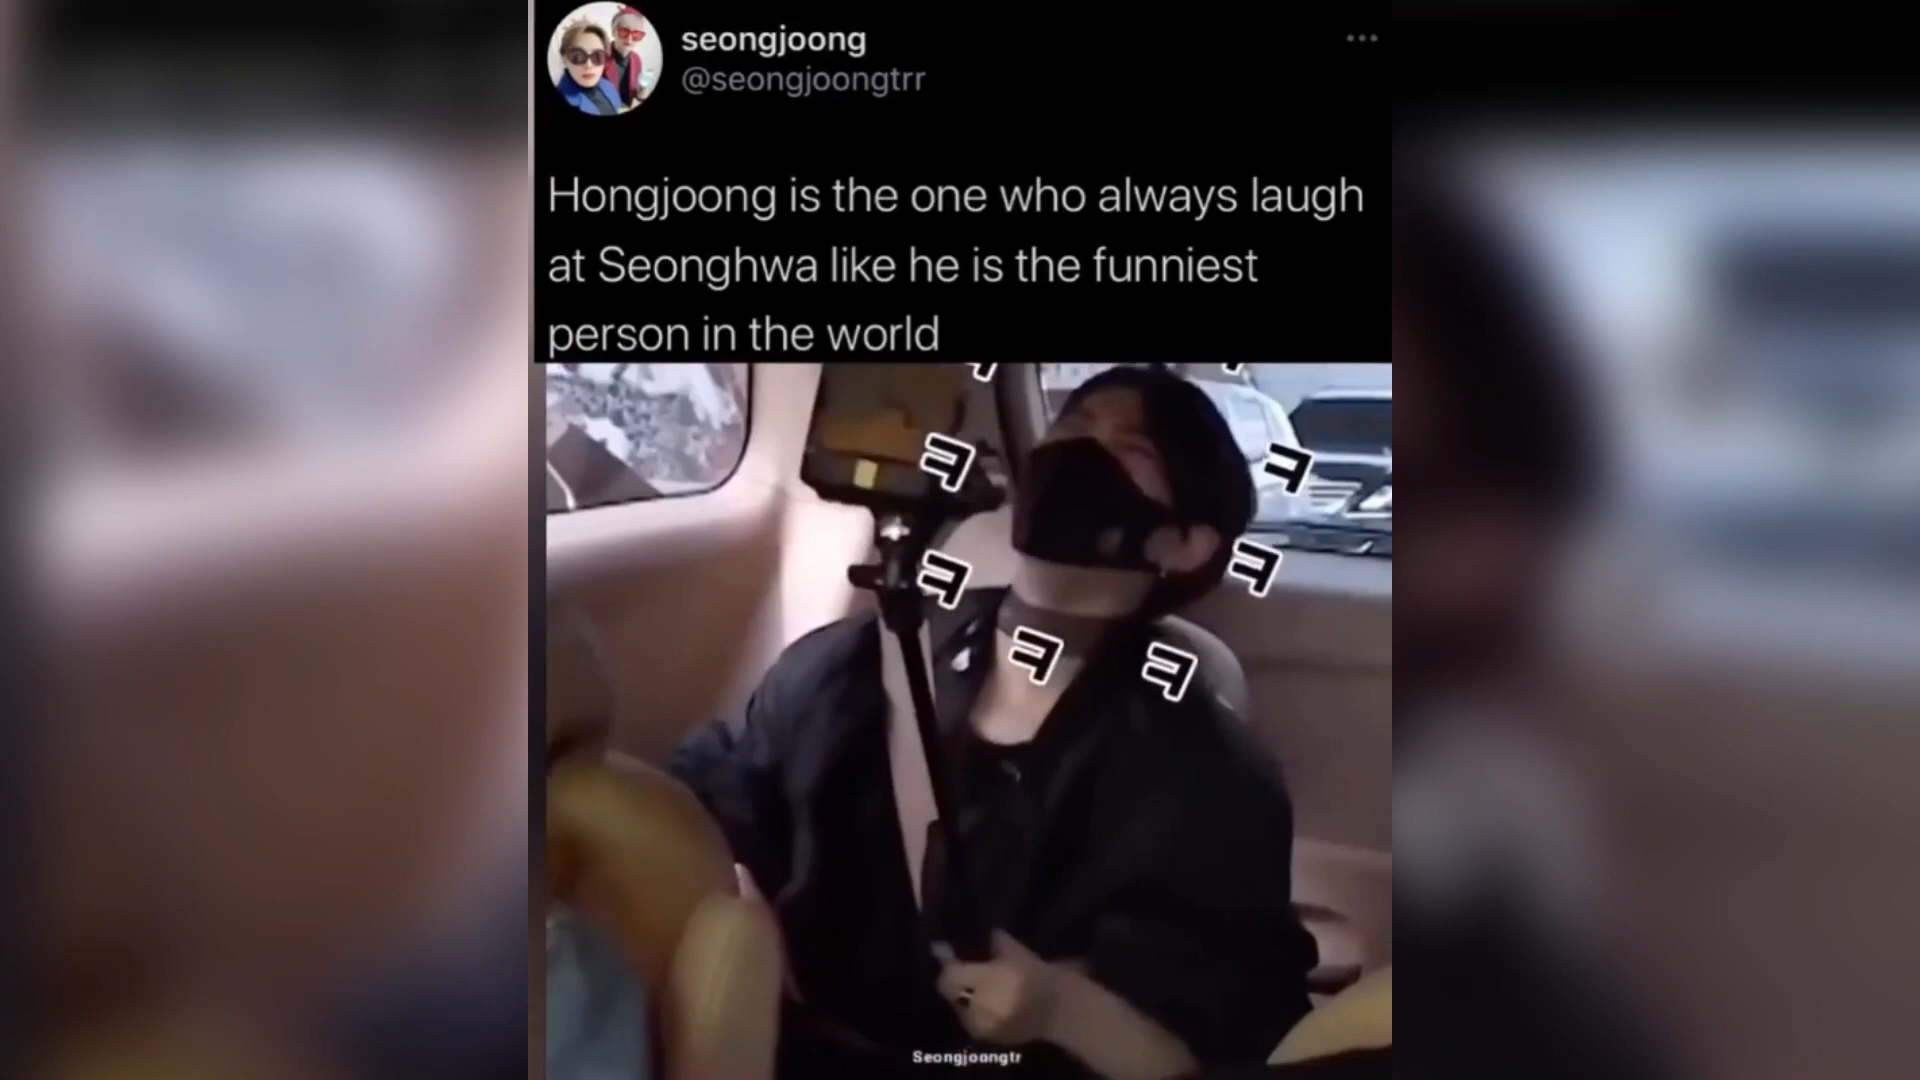 seongjoong
@seongjoongtrr
Hongjoong is the one who always laugh
at Seonghwa like he is the funniest
person in the world
ㅋ ㅋ
ㅋ ㅋ
ㅋ ㅋ
ㅋ ㅋ
Seongjoongtr